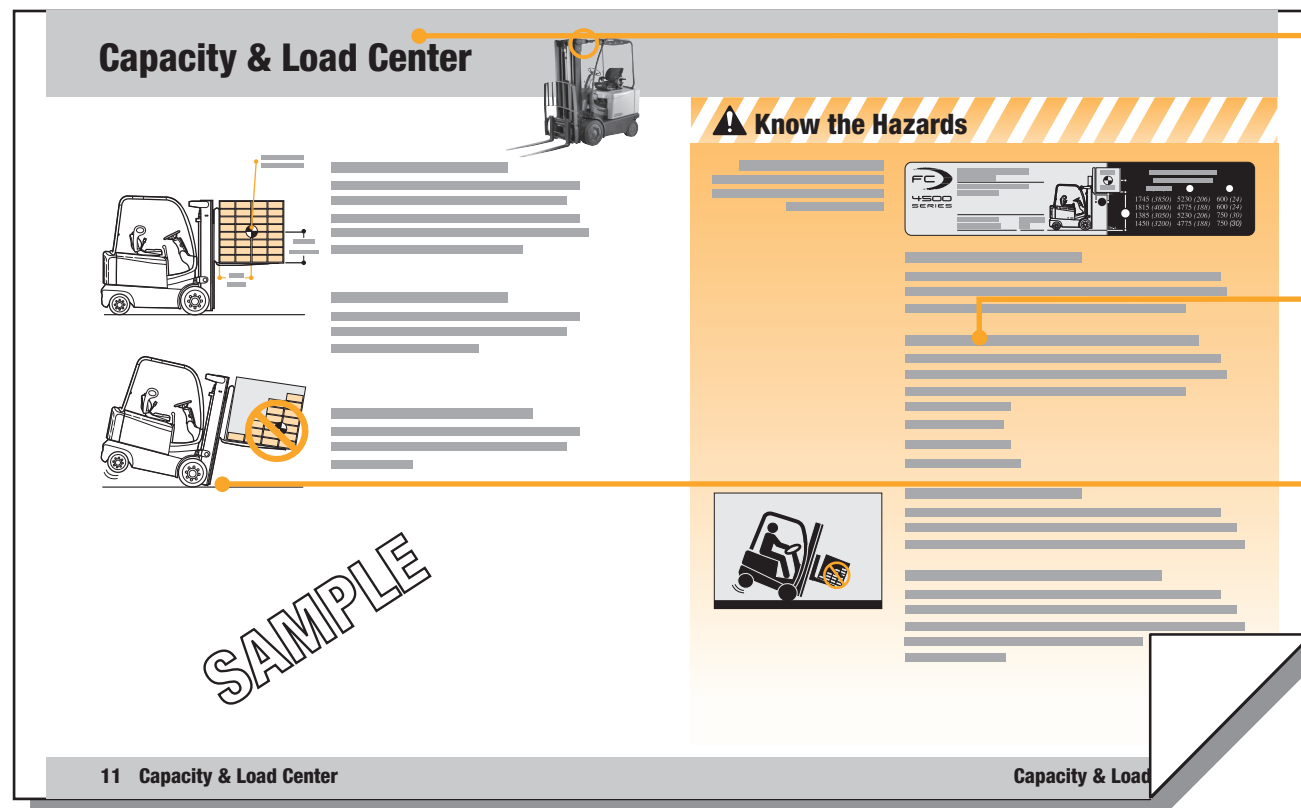 Capacity & Load Center
Know the Hazards
FC
4500
SERIES
1745 (3850) 5230 (206) 600 (24)
1815 (4000) 4775 (188) 600 (24)
1385 (3050) 5230 (206) 750 (30)
1450 (3200) 4775 (188) 750 (30)
SAMPLE
11 Capacity & Load Center
Capacity & Load